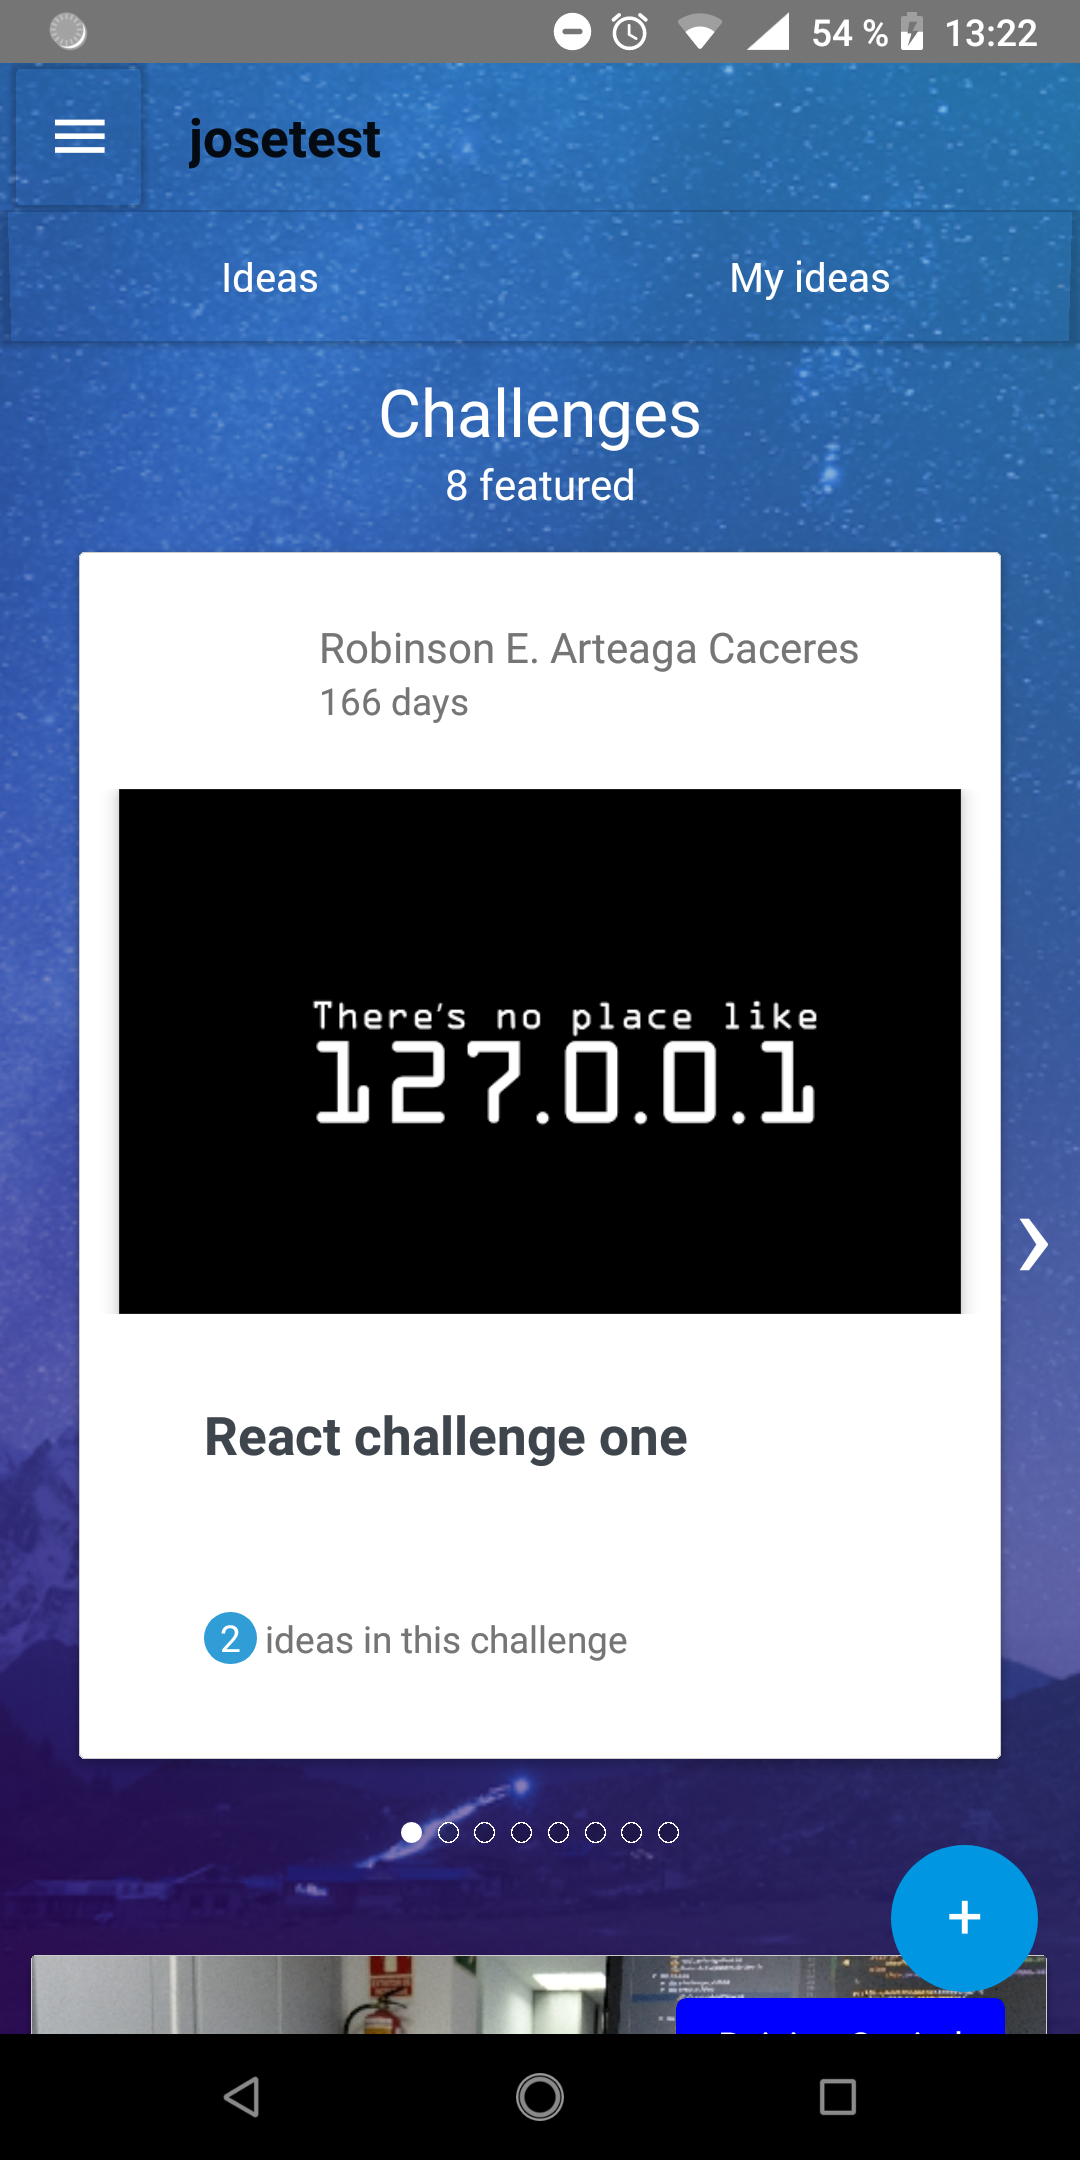 54 % 13:22
josetest
Ideas My ideas
Challenges
8 featured
Robinson E. Arteaga Caceres
166 days
There's no place like
127.0.0.1
React challenge one
2 ideas in this challenge
+